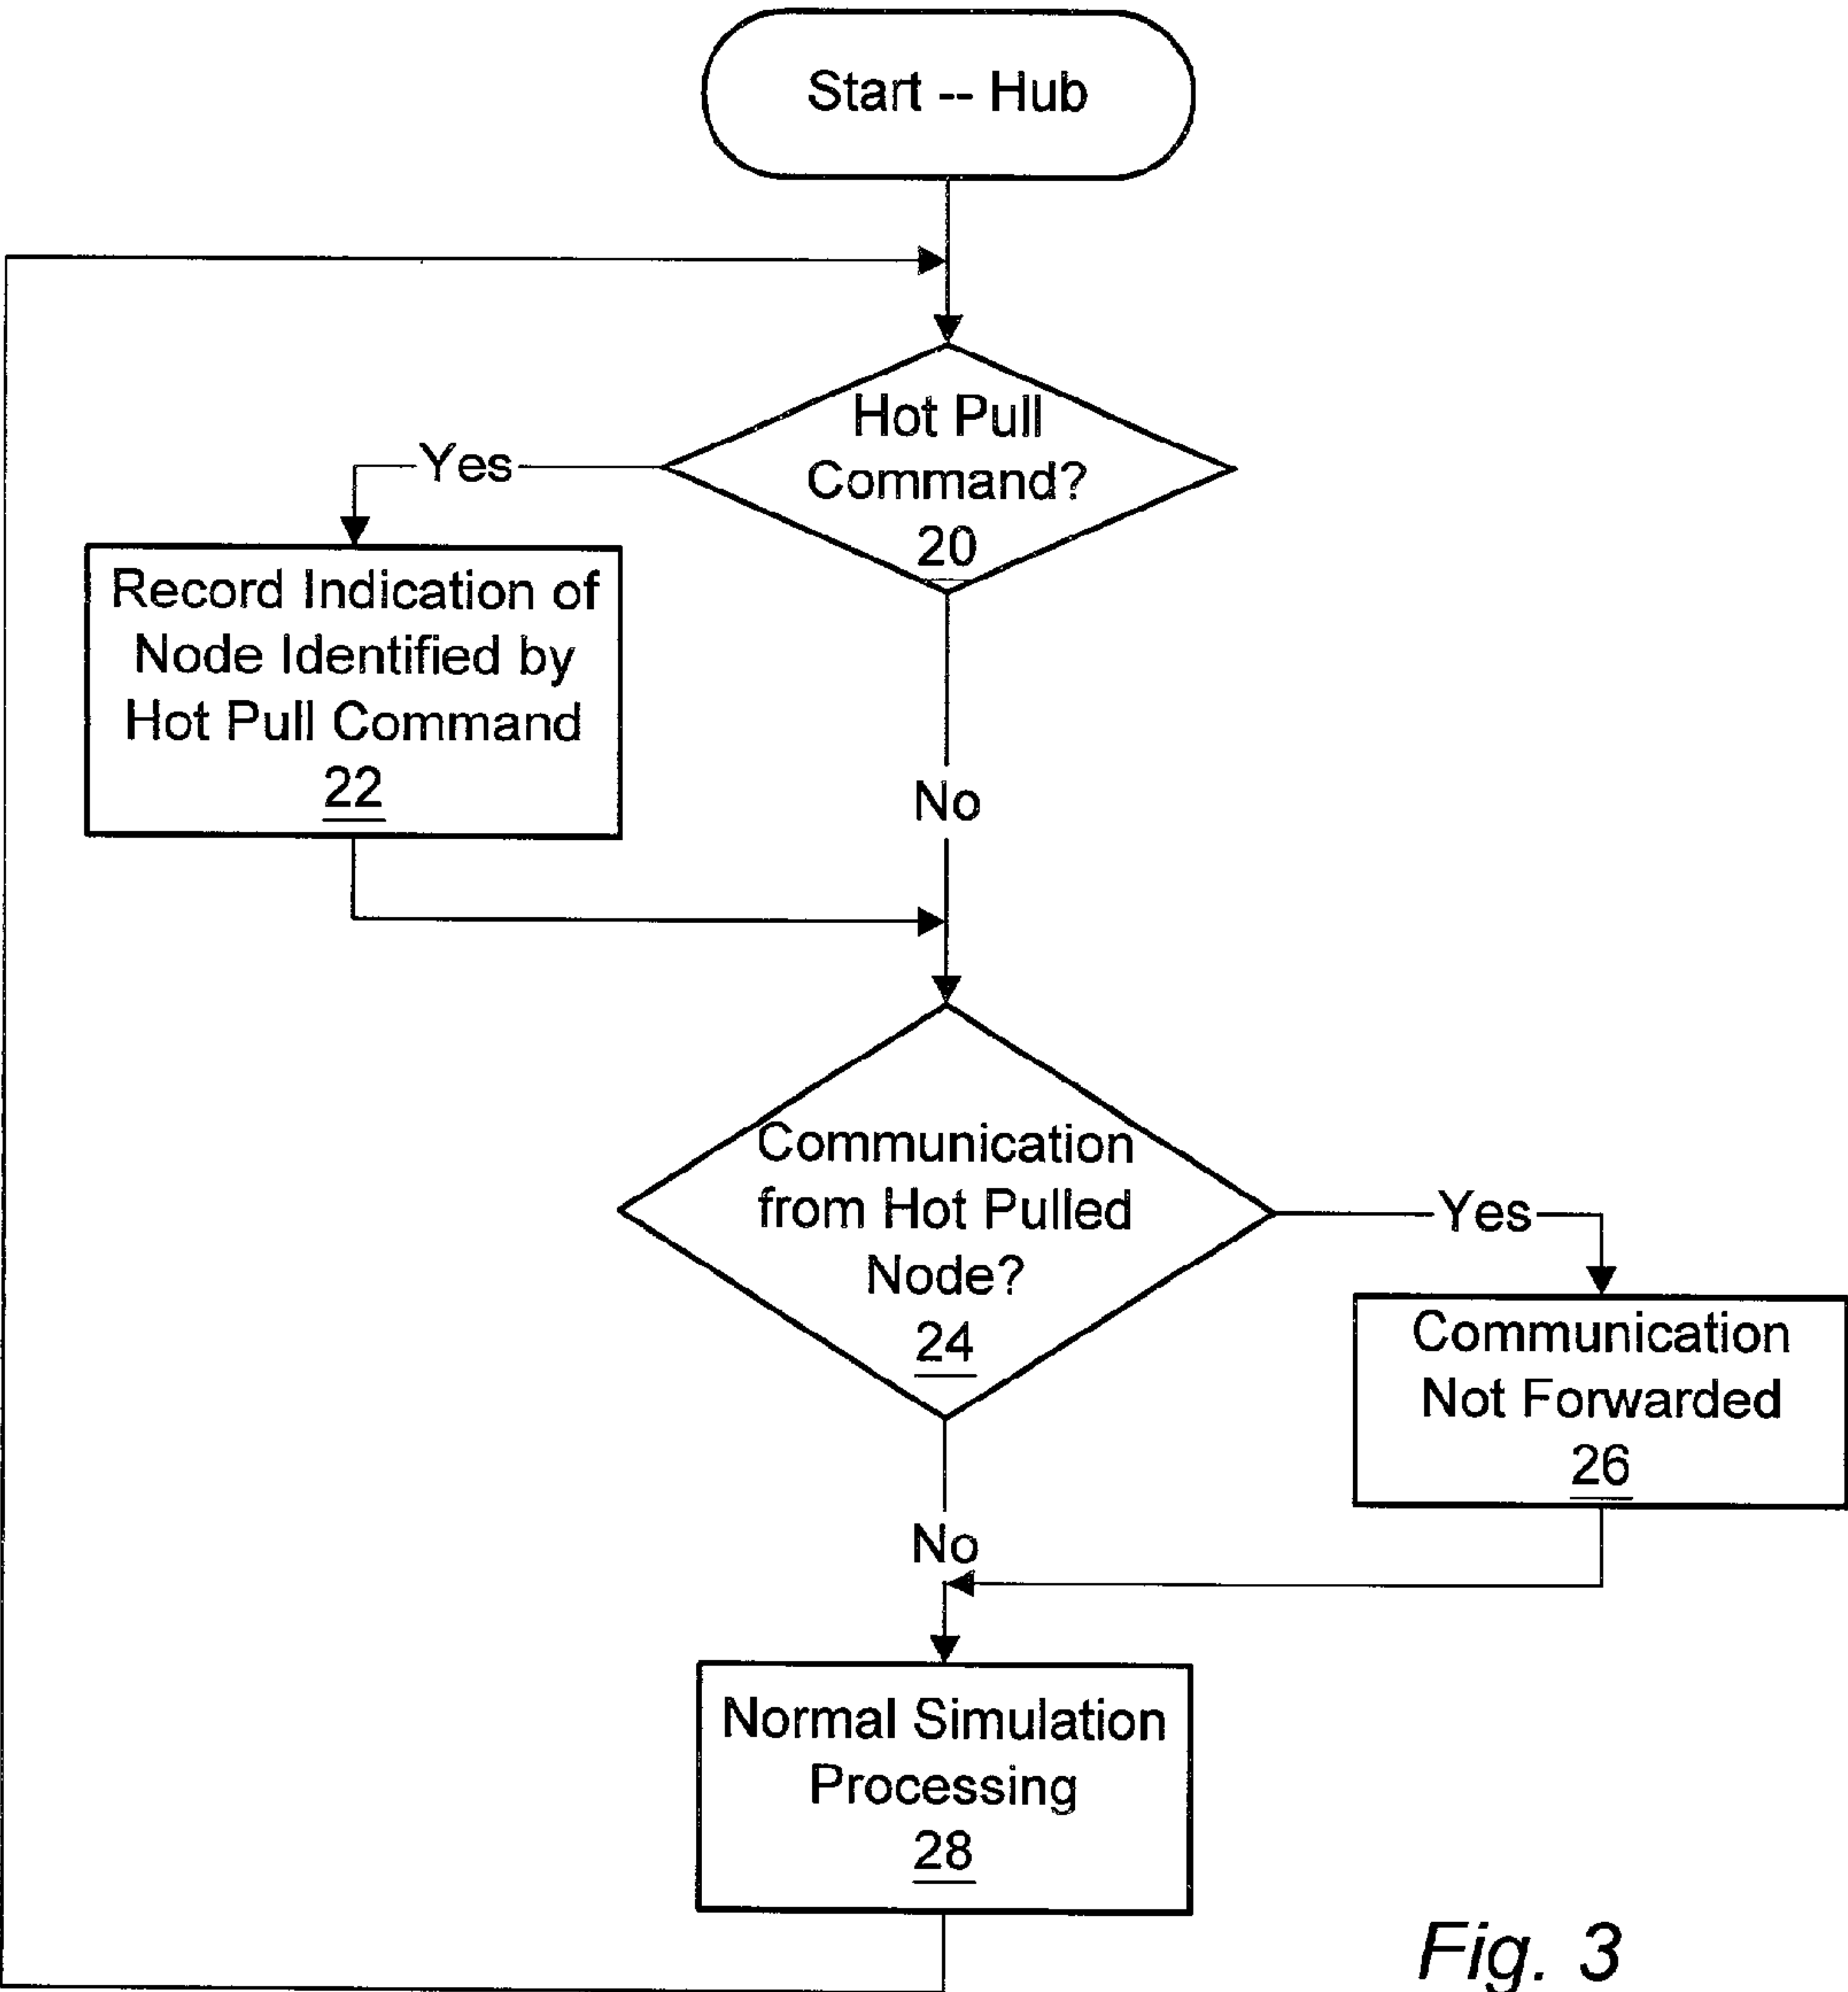 Start -- Hub
Hot Pull
Command?
20
Yes
Record Indication of
Node Identified by
Hot Pull Command
22
No
Communication
from Hot Pulled
Node?
24
Yes
Communication
Not Forwarded
26
No
Normal Simulation
Processing
28
Fig. 3